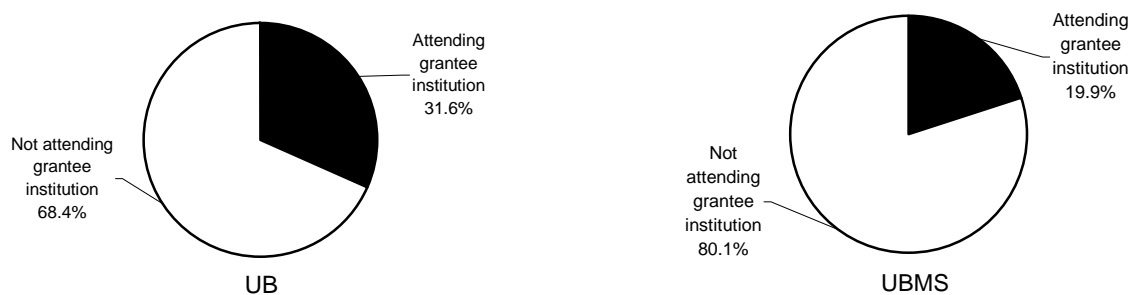 Attending
grantee
institution
31.6%
Not attending
grantee
institution
68.4%
UB
Attending
grantee
institution
19.9%
Not
attending
grantee
institution
80.1%
UBMS